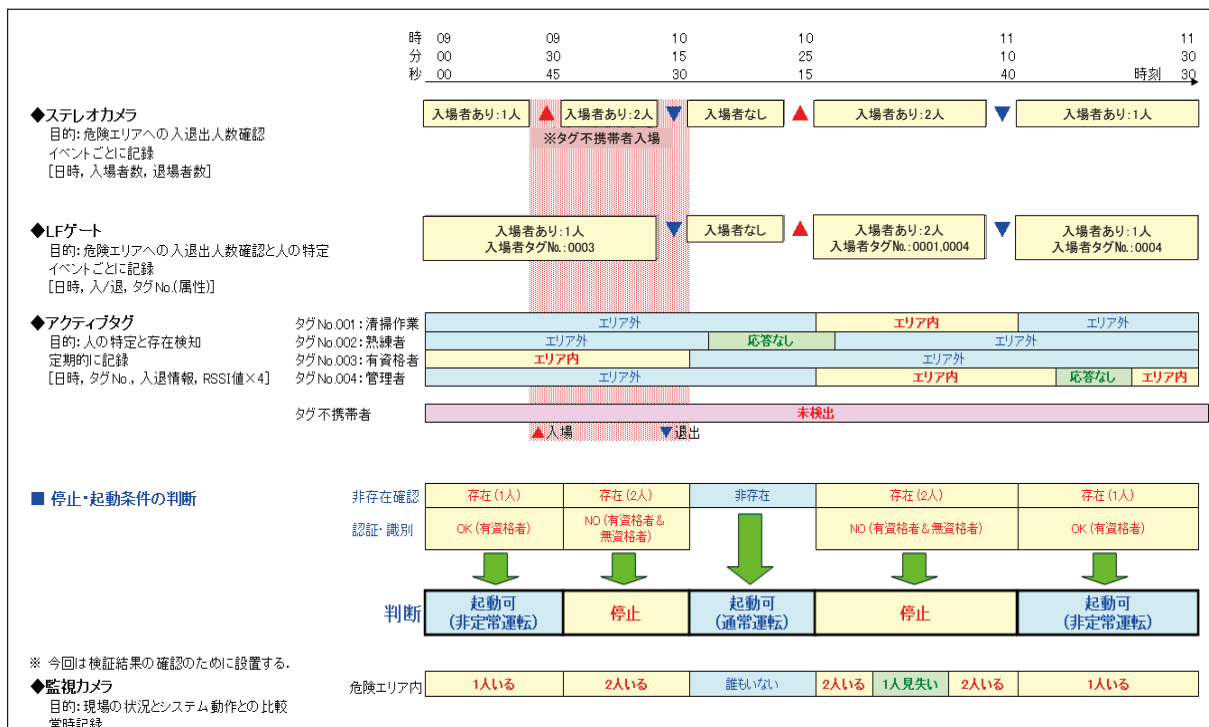 時 09 09 10 10 11 11
分 00 30 15 25 10 30
秒 00 45 30 15 40 時刻 30
◆ステレオカメラ
目的:危険エリアへの入退出人数確認
イベントごとに記録
[日時, 入場者数, 退場者数]
入場者あり:1人 ▲ 入場者あり:2人 ▼ 入場者なし ▲ 入場者あり:2人 ▼ 入場者あり:1人
※タグ不携帯者入場
◆LFゲート
目的:危険エリアへの入退出人数確認と人の特定
イベントごとに記録
[日時, 入/退, タグNo.(属性)]
入場者あり:1人 ▼ 入場者なし ▲ 入場者あり:2人 ▼ 入場者あり:1人
入場者タグNo.:0003 入場者タグNo.:0001,0004 入場者タグNo.:0004
◆アクティブタグ
目的:人の特定と存在検知
定期的に記録
[日時, タグNo., 入退情報, RSSI値×4]
タグNo.001:清掃作業 エリア外 エリア内 エリア外
タグNo.002:熟練者 エリア外 応答なし エリア外
タグNo.003:有資格者 エリア内 エリア外
タグNo.004:管理者 エリア外 エリア内 応答なし エリア内
タグ不携帯者 未検出
▲入場 ▼退出
■ 停止・起動条件の判断
非存在確認 存在(1人) 存在(2人) 非存在 存在(2人) 存在(1人)
認証・識別 OK(有資格者) NO(有資格者& NO(有資格者&無資格者) OK(有資格者)
無資格者)
判断 起動可 停止 起動可 停止 起動可
(非定常運転) (通常運転) (非定常運転)
※ 今回は検証結果の確認のために設置する.
◆監視カメラ
目的:現場の状況とシステム動作との比較
常時記録
危険エリア内 1人いる 2人いる 誰もいない 2人いる 1人見失い 2人いる 1人いる